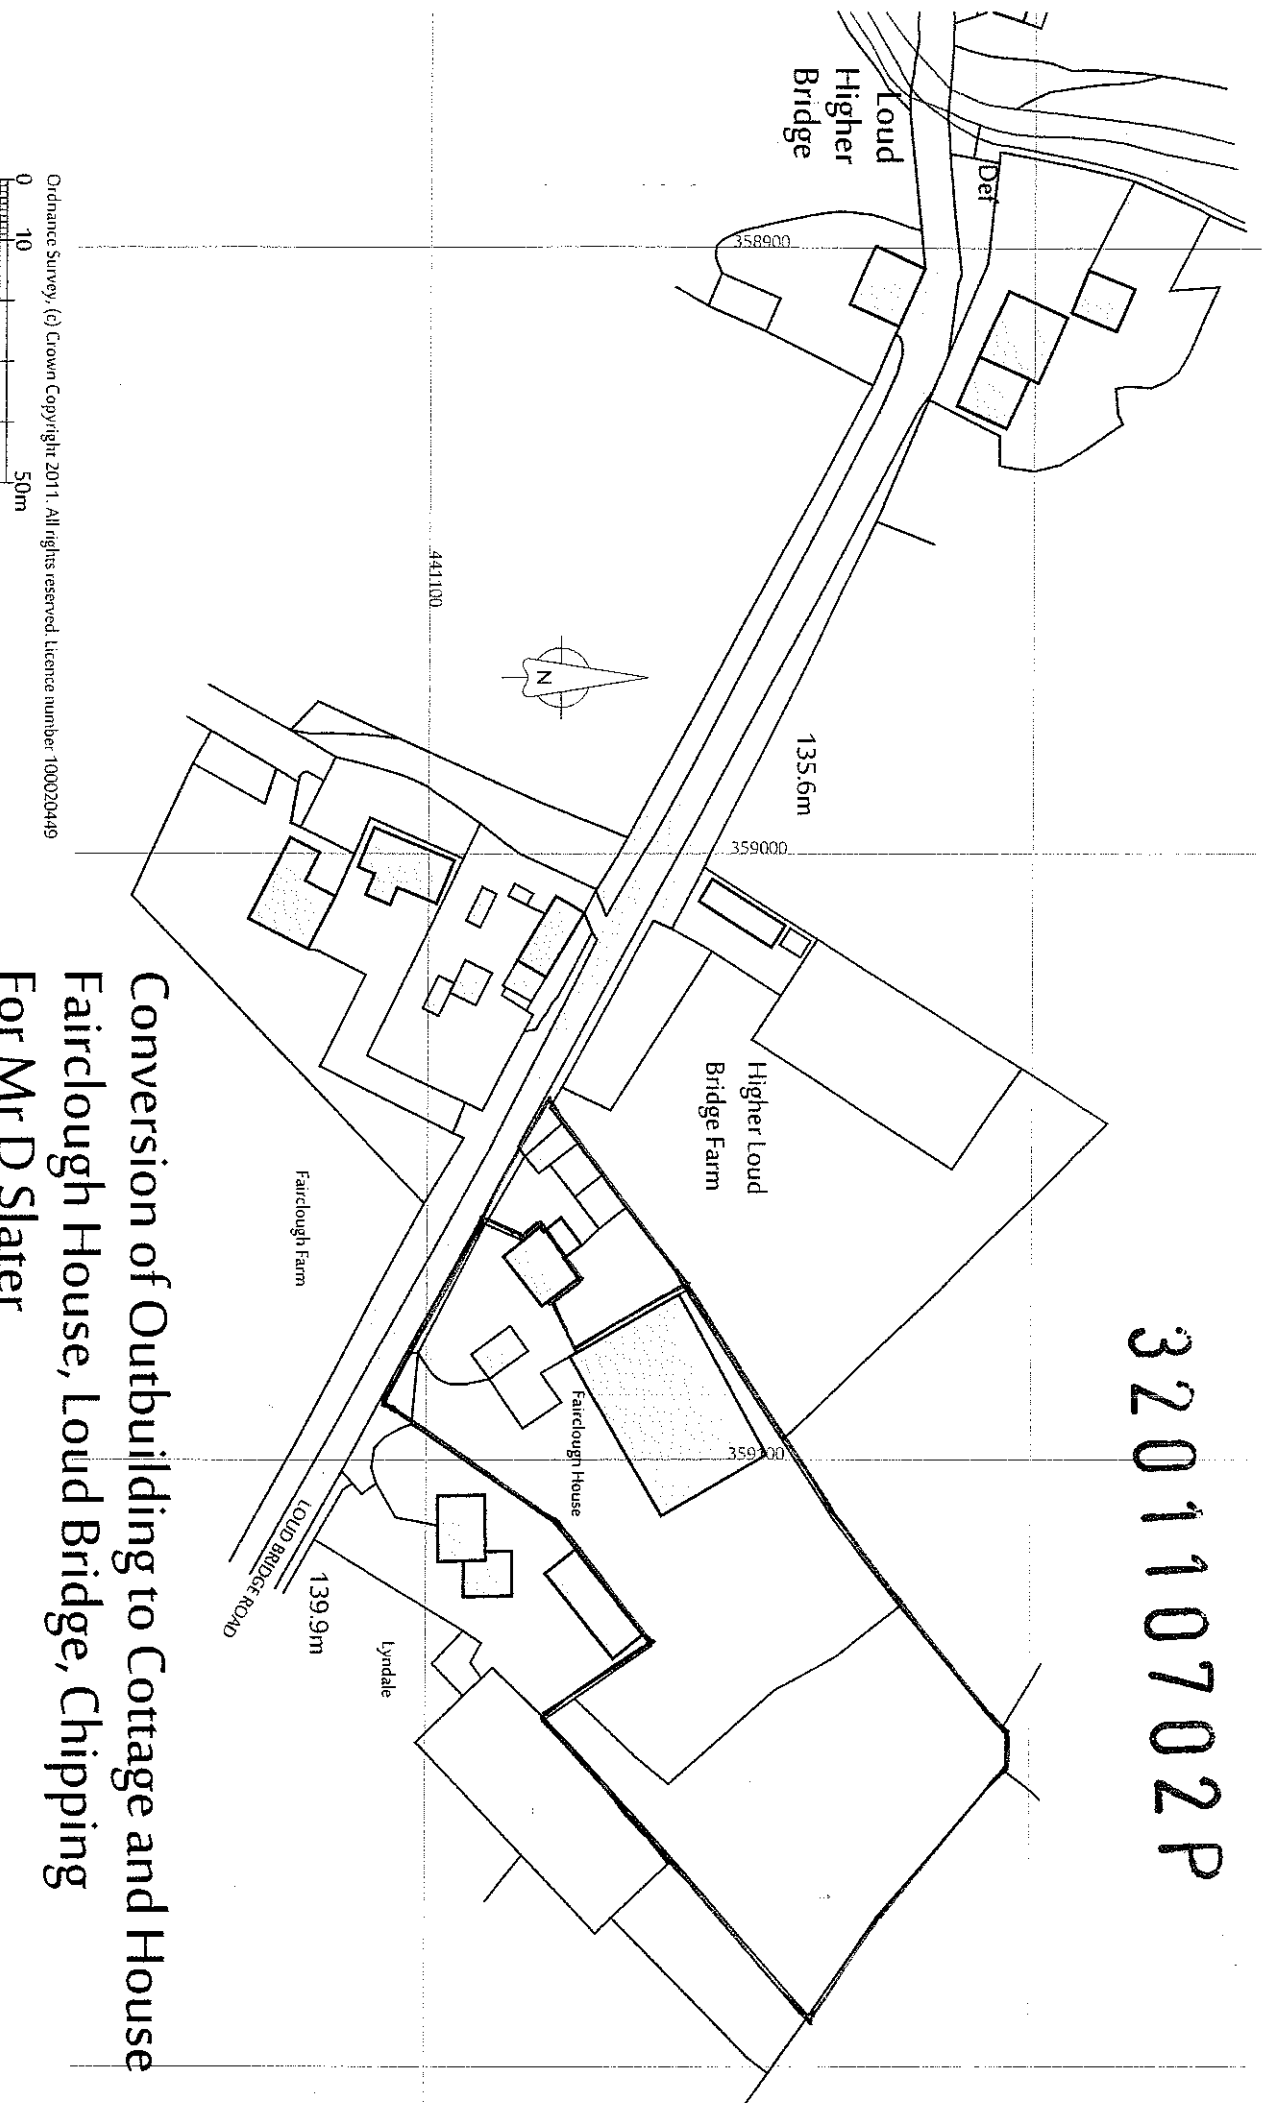 320110702P
Loud
Higher
Bridge
Def
358900
135.6m
359000
Higher Loud
Bridge Farm
441100
N
Fairclough House
359100
Fairclough Farm
LOUD BRIDGE ROAD
139.9m
Lyndale
Conversion of Outbuilding to Cottage and House
Fairclough House, Loud Bridge, Chipping
For Mr D Slater
Ordnance Survey, (c) Crown Copyright 2011. All rights reserved. Licence number 100020449
0 10 50m